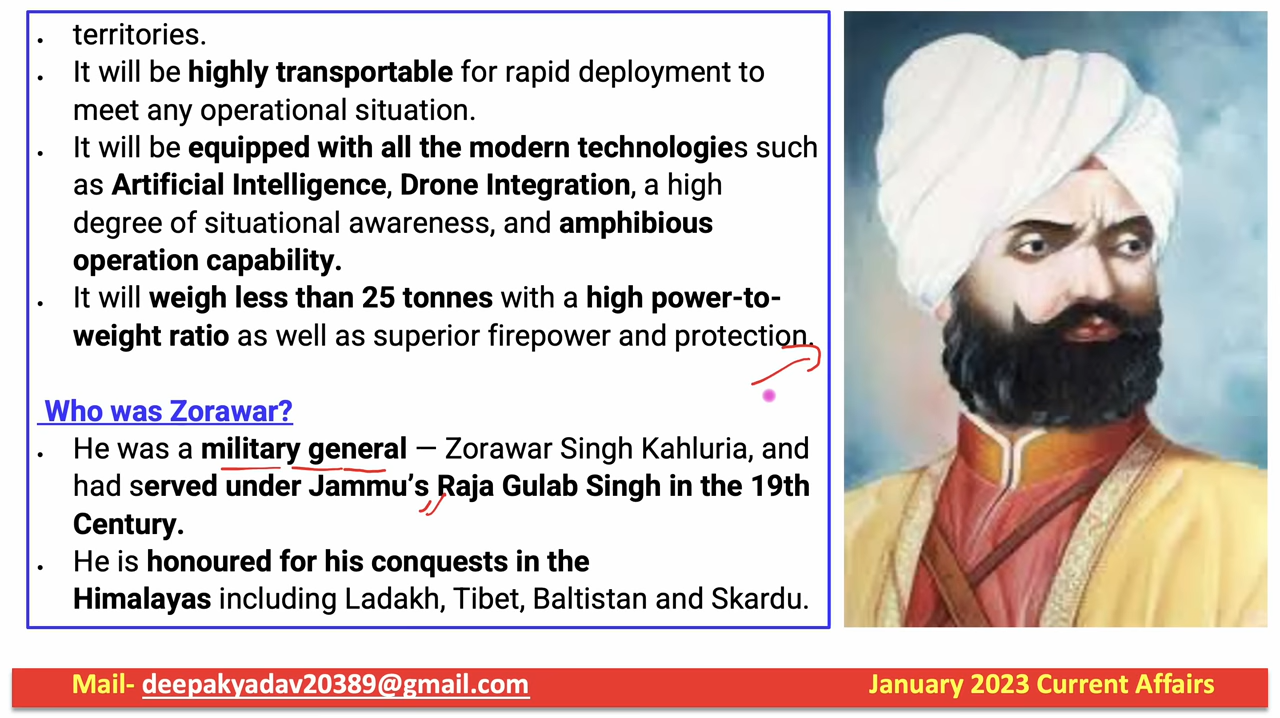 • territories.
• It will be highly transportable for rapid deployment to
meet any operational situation.
• It will be equipped with all the modern technologies such
as Artificial Intelligence, Drone Integration, a high
degree of situational awareness, and amphibious
operation capability.
• It will weigh less than 25 tonnes with a high power-to-
weight ratio as well as superior firepower and protection.
Who was Zorawar?
• He was a military general — Zorawar Singh Kahluria, and
had served under Jammu’s Raja Gulab Singh in the 19th
Century.
• He is honoured for his conquests in the
Himalayas including Ladakh, Tibet, Baltistan and Skardu.
Mail- deepakyadav20389@gmail.com
January 2023 Current Affairs